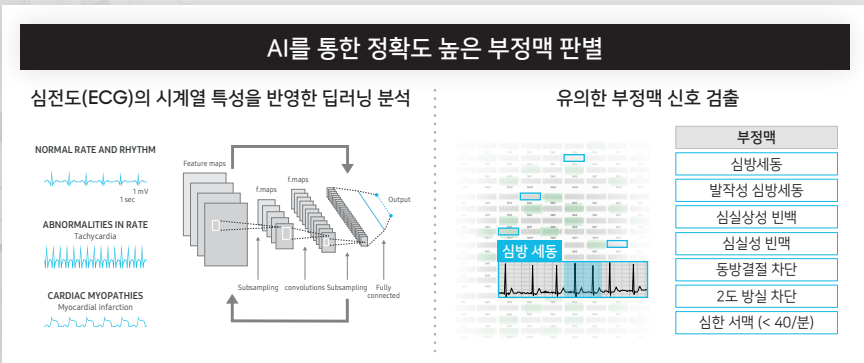 AI를 통한 정확도 높은 부정맥 판별
심전도(ECG)의 시계열 특성을 반영한 딥러닝 분석
NORMAL RATE AND RHYTHM
1 mV
1 sec
ABNORMALITIES IN RATE
Tachycardia
CARDIAC MYOPATHIES
Myocardial infarction
Feature maps
f.maps
f.maps
Output
Subsampling
convolutions
Subsampling
Fully
connected
유의한 부정맥 신호 검출
심방 세동
부정맥
심방세동
발작성 심방세동
심실상성 빈백
심실성 빈맥
동방결절 차단
2도 방실 차단
심한 서맥 (< 40/분)